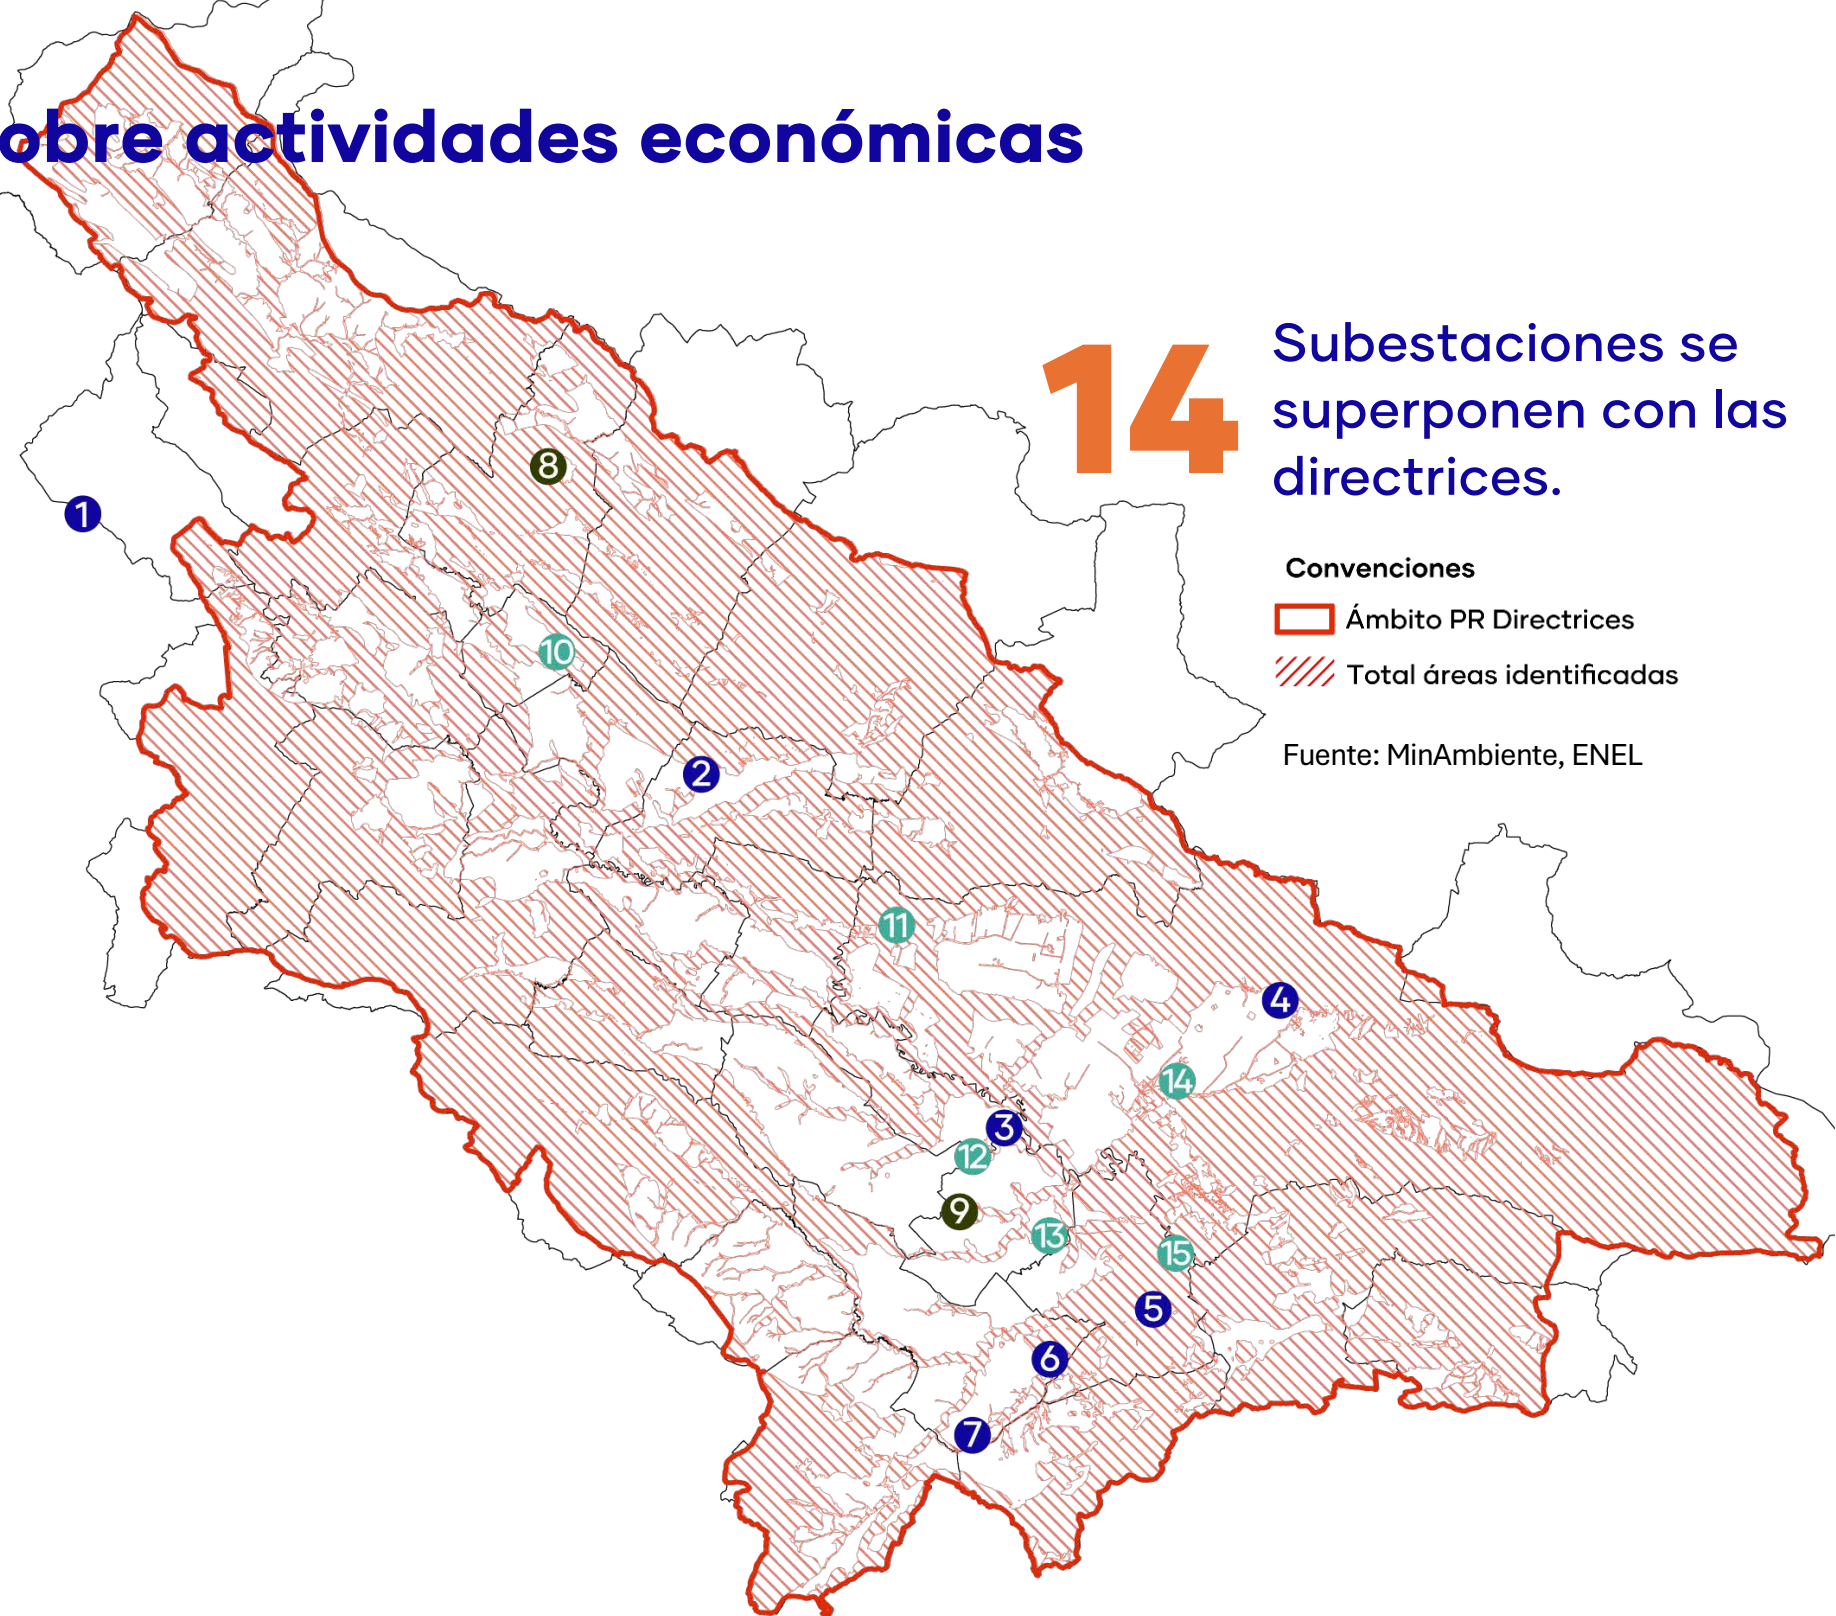 obre actividades económicas
14
Subestaciones se
superponen con las
directrices.
Convenciones
Ámbito PR Directrices
Total áreas identificadas
Fuente: MinAmbiente, ENEL
8
1
10
2
11
4
14
3
12
9
13
15
5
6
7